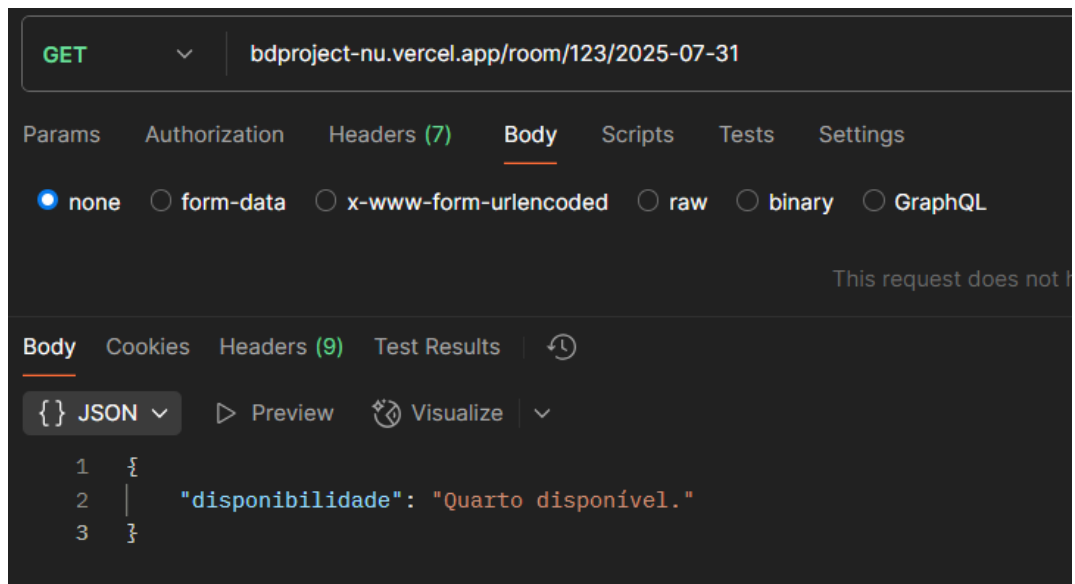 GET bdproject-nu.vercel.app/room/123/2025-07-31
Params Authorization Headers (7) Body Scripts Tests Settings
none form-data x-www-form-urlencoded raw binary GraphQL
This request does not
Body Cookies Headers (9) Test Results
{} JSON Preview Visualize
1 {
2 "disponibilidade": "Quarto disponível."
3 }